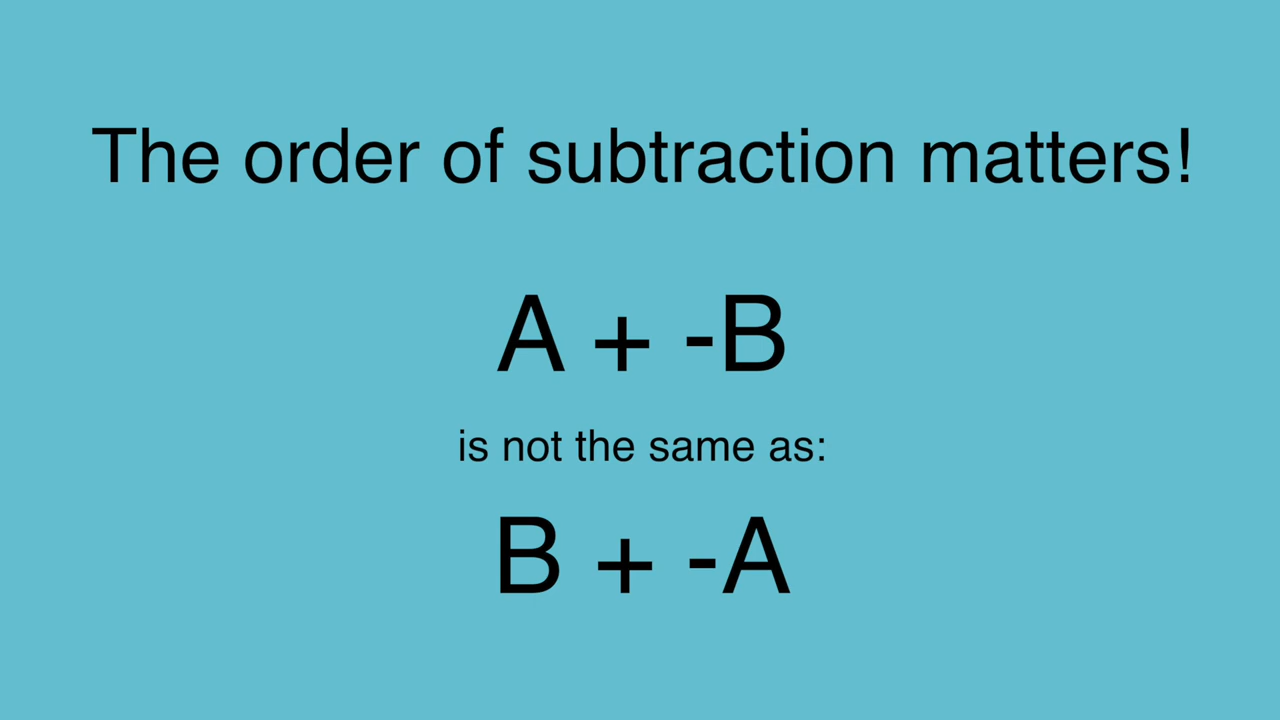 The order of subtraction matters!
A + -B
is not the same as:
B + -A